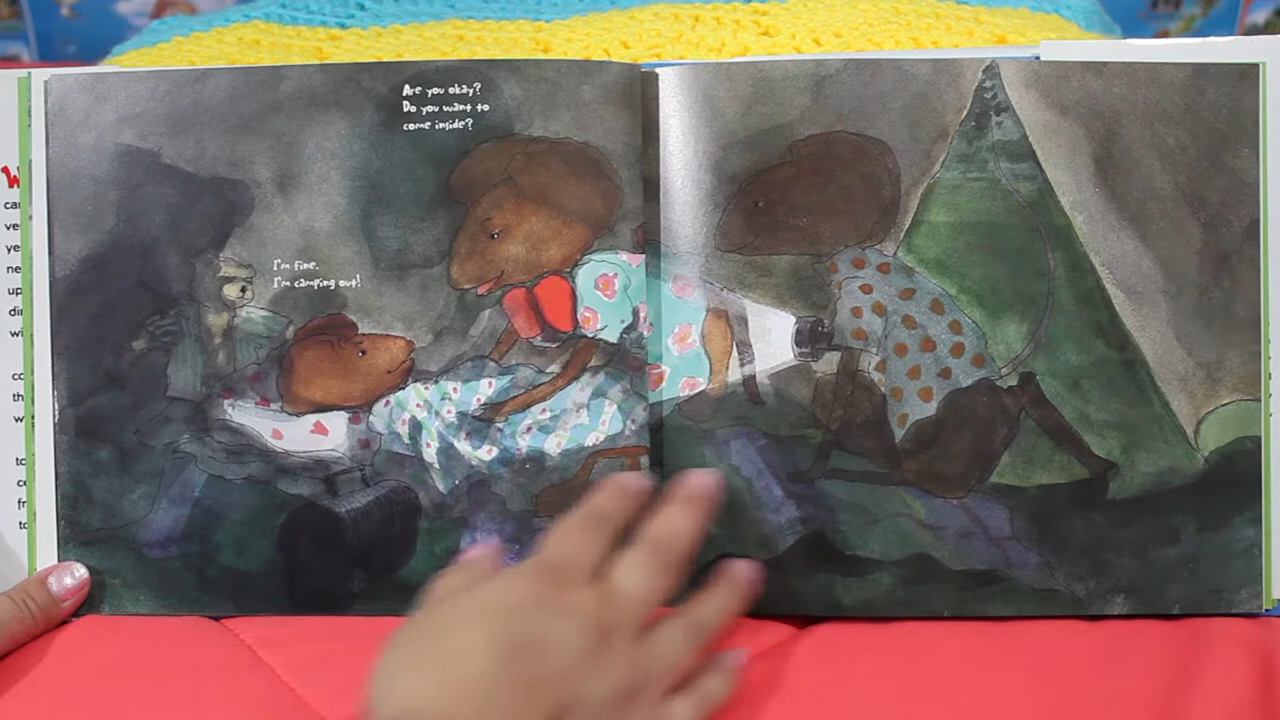 Are you okay?
Do you want to
come inside?
I'm fine.
I'm camping out!
W